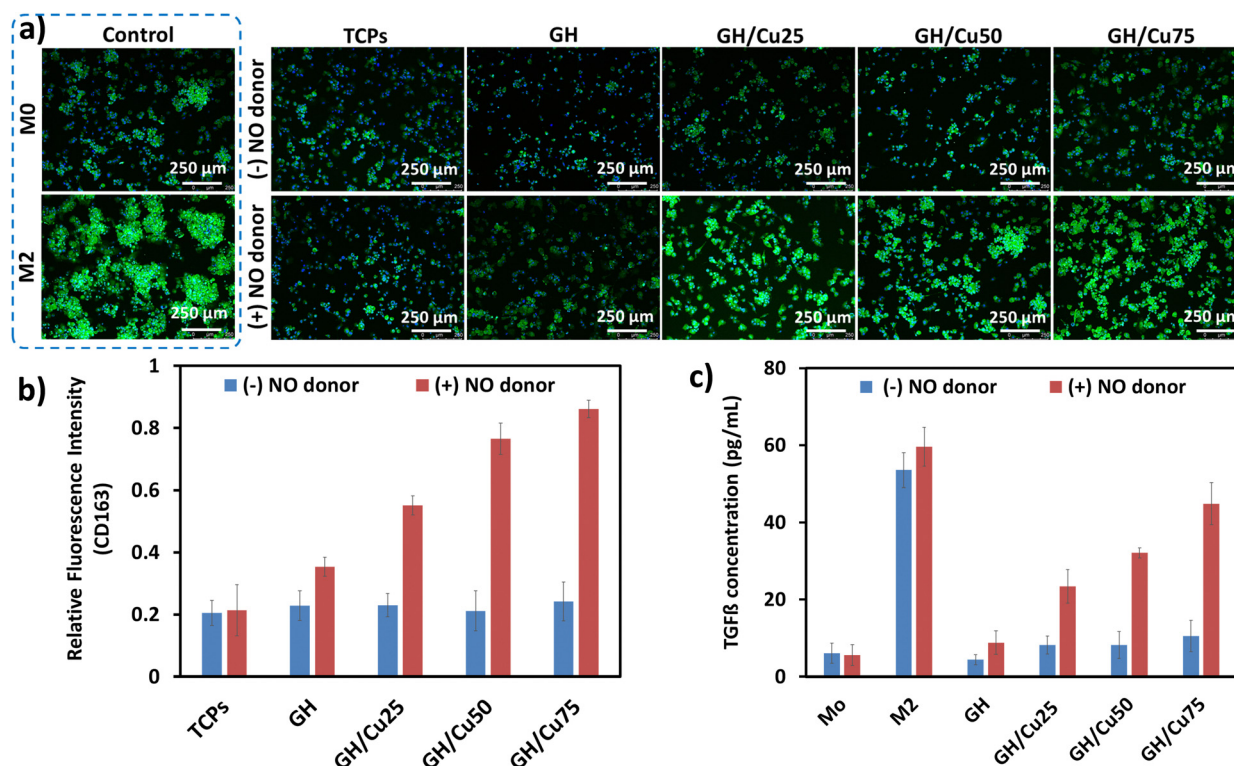 a)
Control
TCPs
GH
GH/Cu25
GH/Cu50
GH/Cu75
M0
(-) NO donor
250 μm
250 μm
250 μm
250 μm
250 μm
250 μm
M2
(+) NO donor
250 μm
250 μm
250 μm
250 μm
250 μm
250 μm
b)
Relative Fluorescence Intensity
(CD163)
1
0.8
0.6
0.4
0.2
0
(-) NO donor
(+) NO donor
TCPs
GH
GH/Cu25
GH/Cu50
GH/Cu75
c)
TGFß concentration (pg/mL)
80
60
40
20
0
(-) NO donor
(+) NO donor
Mo
M2
GH
GH/Cu25
GH/Cu50
GH/Cu75